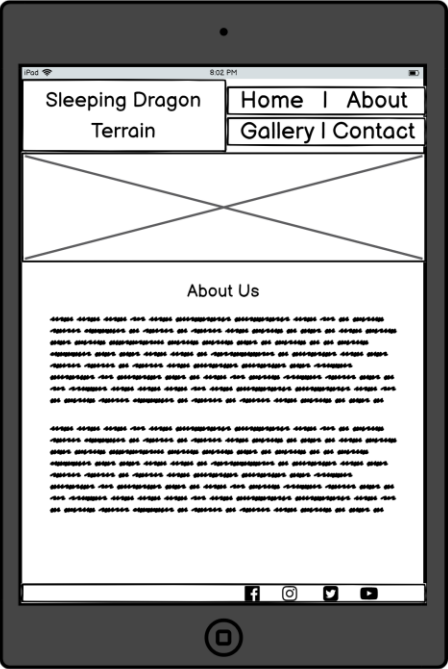 iPad 8:02 PM
Sleeping Dragon
Terrain
Home | About
Gallery | Contact
About Us